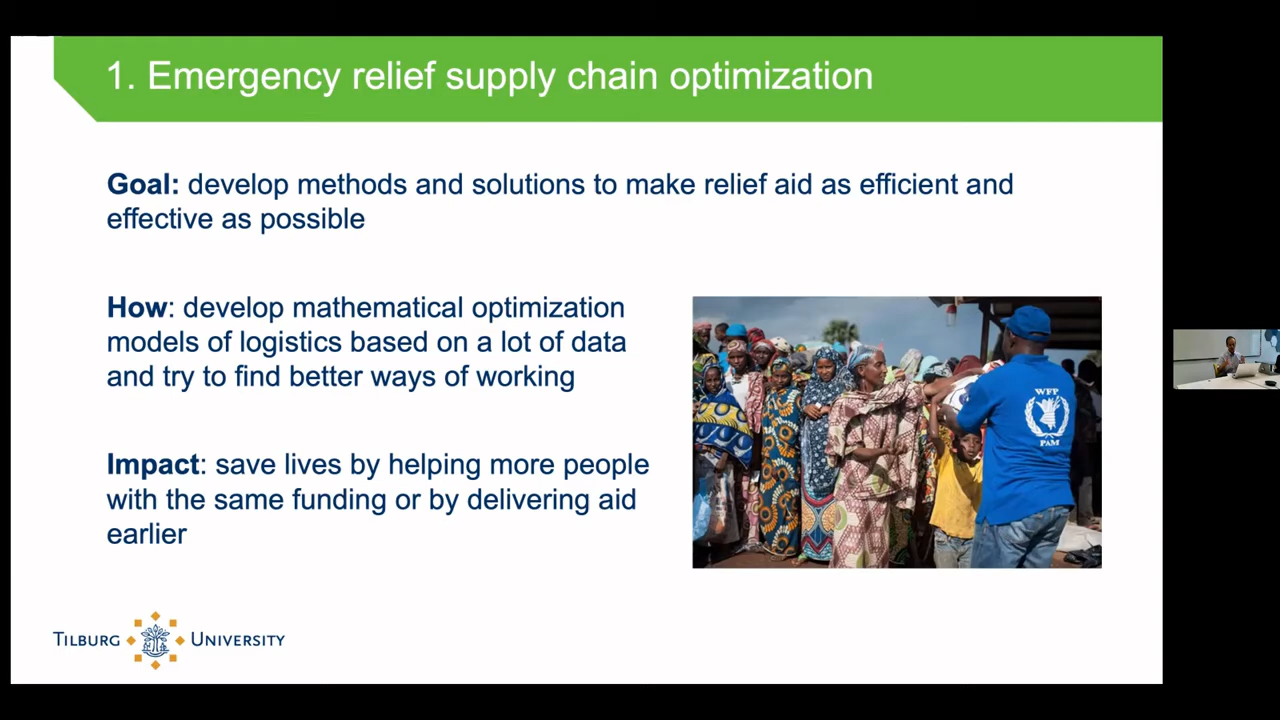 1. Emergency relief supply chain optimization
Goal: develop methods and solutions to make relief aid as efficient and
effective as possible
How: develop mathematical optimization
models of logistics based on a lot of data
and try to find better ways of working
Impact: save lives by helping more people
with the same funding or by delivering aid
earlier
WFP
PAM
TILBURG UNIVERSITY